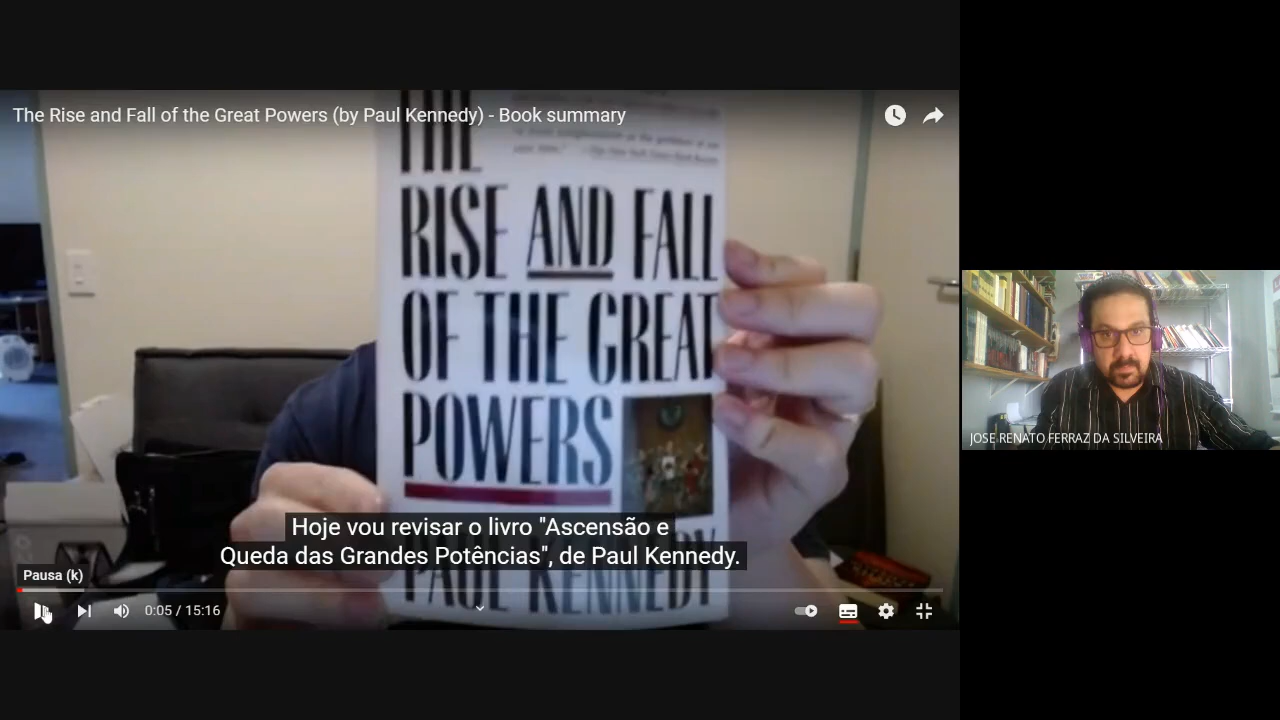 The Rise and Fall of the Great Powers (by Paul Kennedy) - Book summary
THE
RISE AND FALL
OF THE GREAT
POWERS
PAUL KENNEDY
Hoje vou revisar o livro "Ascensão e
Queda das Grandes Potências", de Paul Kennedy.
Pausa (k)
0:05 / 15:16
JOSE RENATO FERRAZ DA SILVEIRA